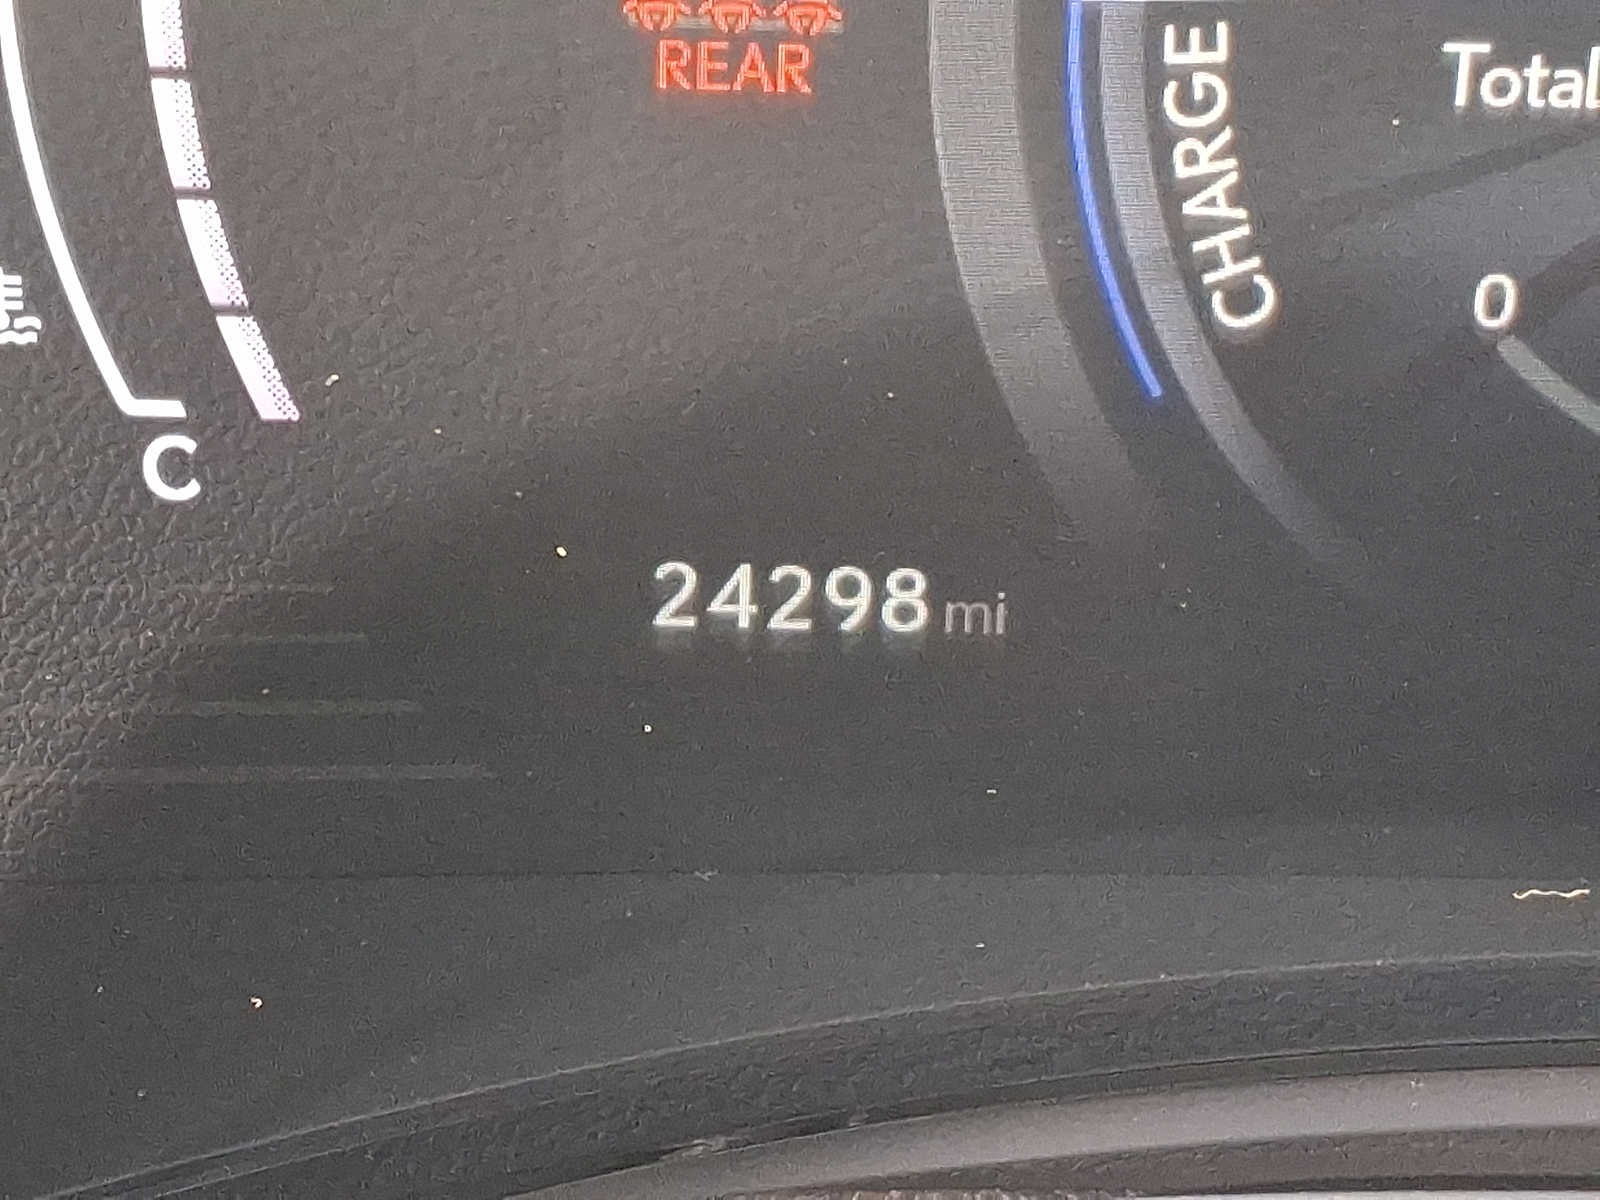 REAR
CHARGE
Total
0
C
24298 mi